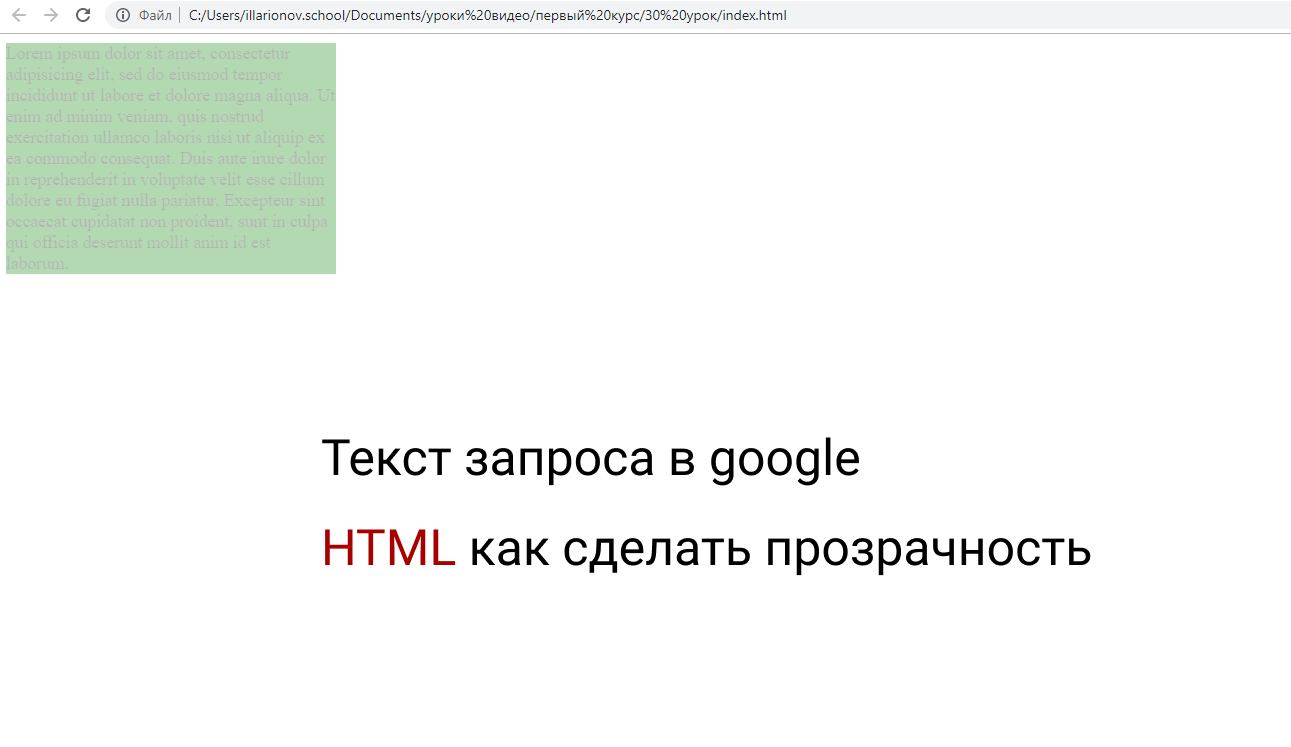 Файл C:/Users/illarionov.school/Documents/уроки%20видео/первый%20курс/30%20урок/index.html
Lorem ipsum dolor sit amet, consectetur
adipisicing elit, sed do eiusmod tempor
incididunt ut labore et dolore magna aliqua. Ut
enim ad minim veniam, quis nostrud
exercitation ullamco laboris nisi ut aliquip ex
ea commodo consequat. Duis aute irure dolor
in reprehenderit in voluptate velit esse cillum
dolore eu fugiat nulla pariatur. Excepteur sint
occaecat cupidatat non proident, sunt in culpa
qui officia deserunt mollit anim id est
laborum.
Текст запроса в google
HTML как сделать прозрачность